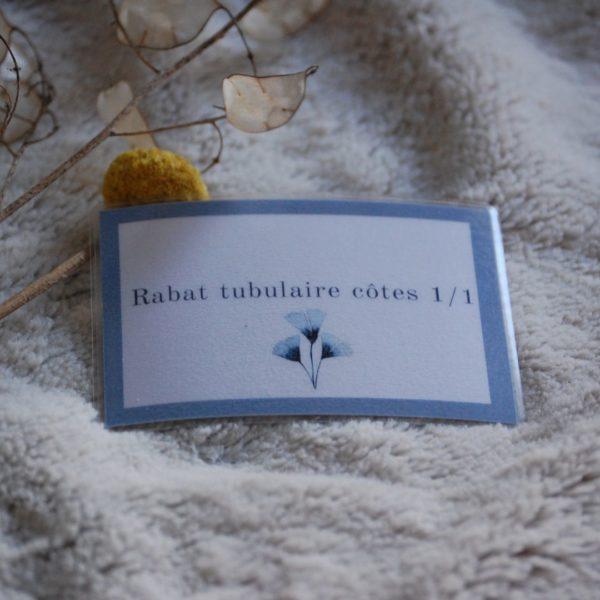 Rabat tubulaire côtes 1/1